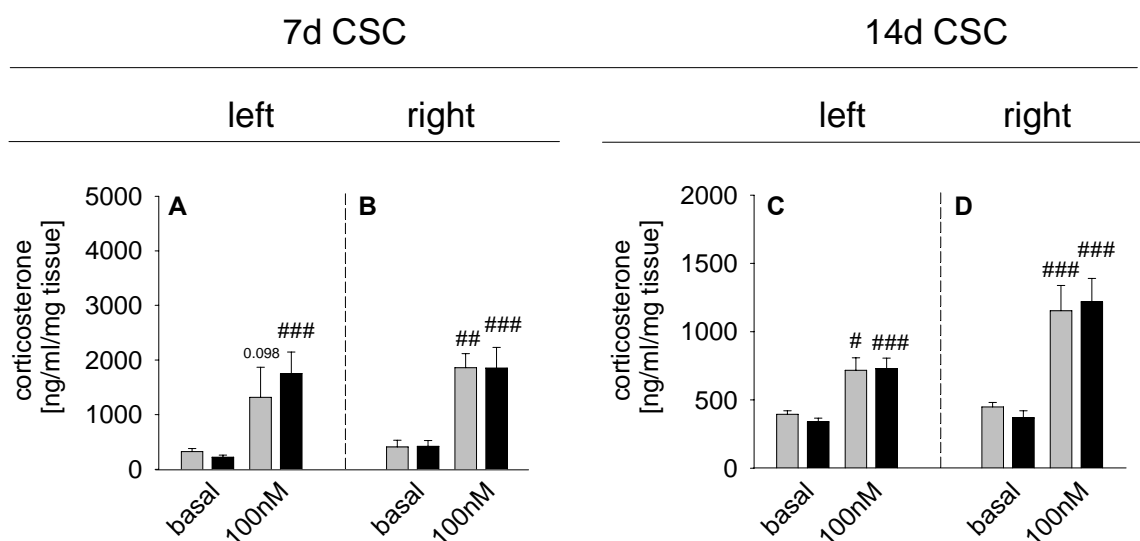 7d CSC 14d CSC
left right left right
A B C D
corticosterone
[ng/ml/mg tissue]
5000
4000
3000
2000
1000
0
0.098 ### ## ###
basal 100nM basal 100nM
corticosterone
[ng/ml/mg tissue]
2000
1500
1000
500
0
# ### ### ###
basal 100nM basal 100nM